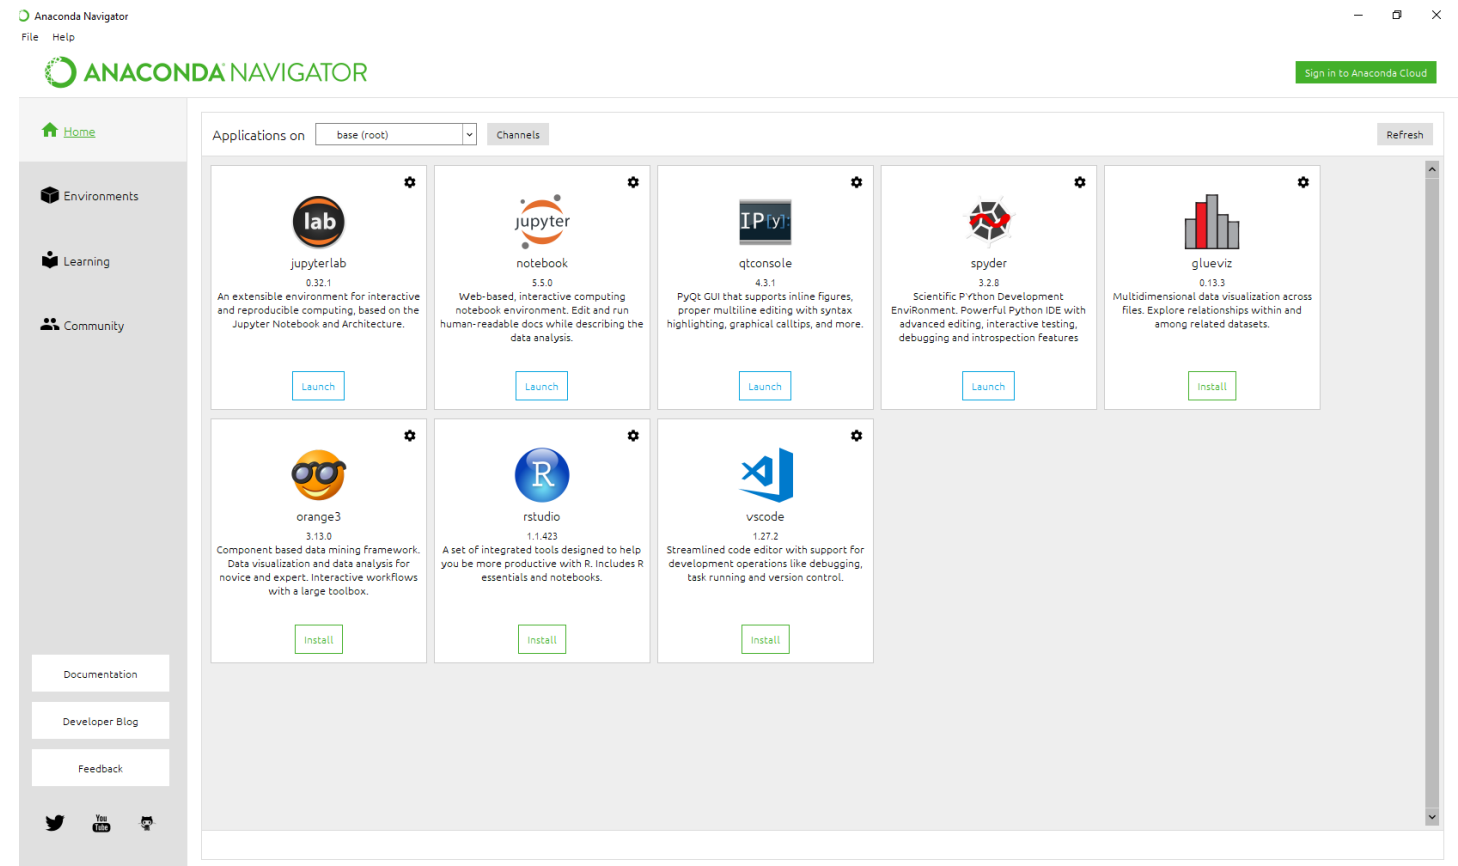 Anaconda Navigator
File Help
ANACONDA NAVIGATOR
Sign in to Anaconda Cloud
Home
Environments
Learning
Community
Documentation
Developer Blog
Feedback
You
Tube
Applications on base (root) Channels Refresh
lab
jupyterlab
0.32.1
An extensible environment for interactive
and reproducible computing, based on the
Jupyter Notebook and Architecture.
Launch
jupyter
notebook
5.5.0
Web-based, interactive computing
notebook environment. Edit and run
human-readable docs while describing the
data analysis.
Launch
IP[y]:
qtconsole
4.3.1
PyQt GUI that supports inline figures,
proper multiline editing with syntax
highlighting, graphical calltips, and more.
Launch
spyder
3.2.8
Scientific PYthon Development
EnviRonment. Powerful Python IDE with
advanced editing, interactive testing,
debugging and introspection features
Launch
glueviz
0.13.3
Multidimensional data visualization across
files. Explore relationships within and
among related datasets.
Install
orange3
3.13.0
Component based data mining framework.
Data visualization and data analysis for
novice and expert. Interactive workflows
with a large toolbox.
Install
R
rstudio
1.1.423
A set of integrated tools designed to help
you be more productive with R. Includes R
essentials and notebooks.
Install
vscode
1.27.2
Streamlined code editor with support for
development operations like debugging,
task running and version control.
Install